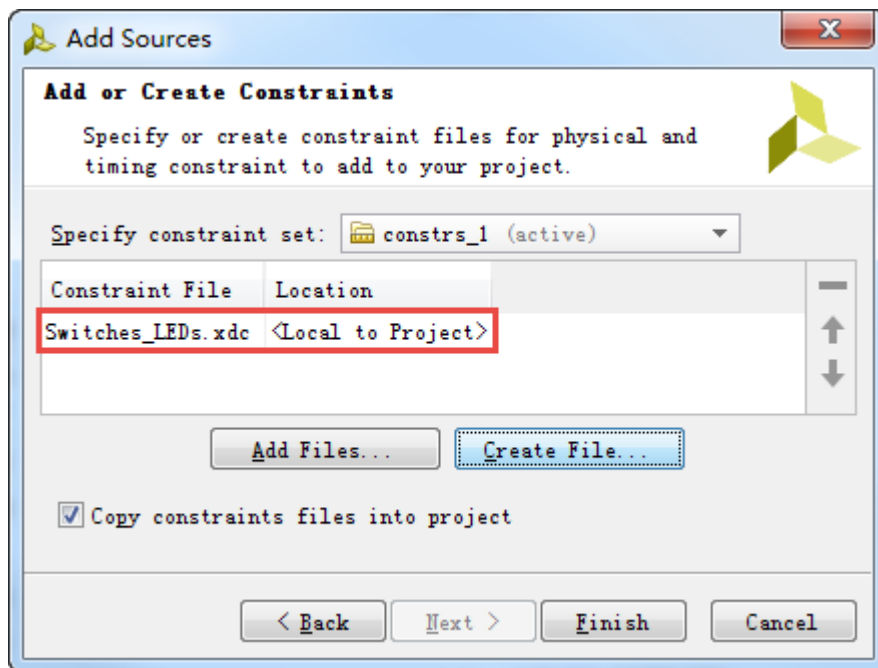 Add Sources
Add or Create Constraints
Specify or create constraint files for physical and
timing constraint to add to your project.
Specify constraint set: constrs_1 (active)
Constraint File Location
Switches_LEDs.xdc <Local to Project>
Add Files... Create File...
Copy constraints files into project
< Back Next > Finish Cancel